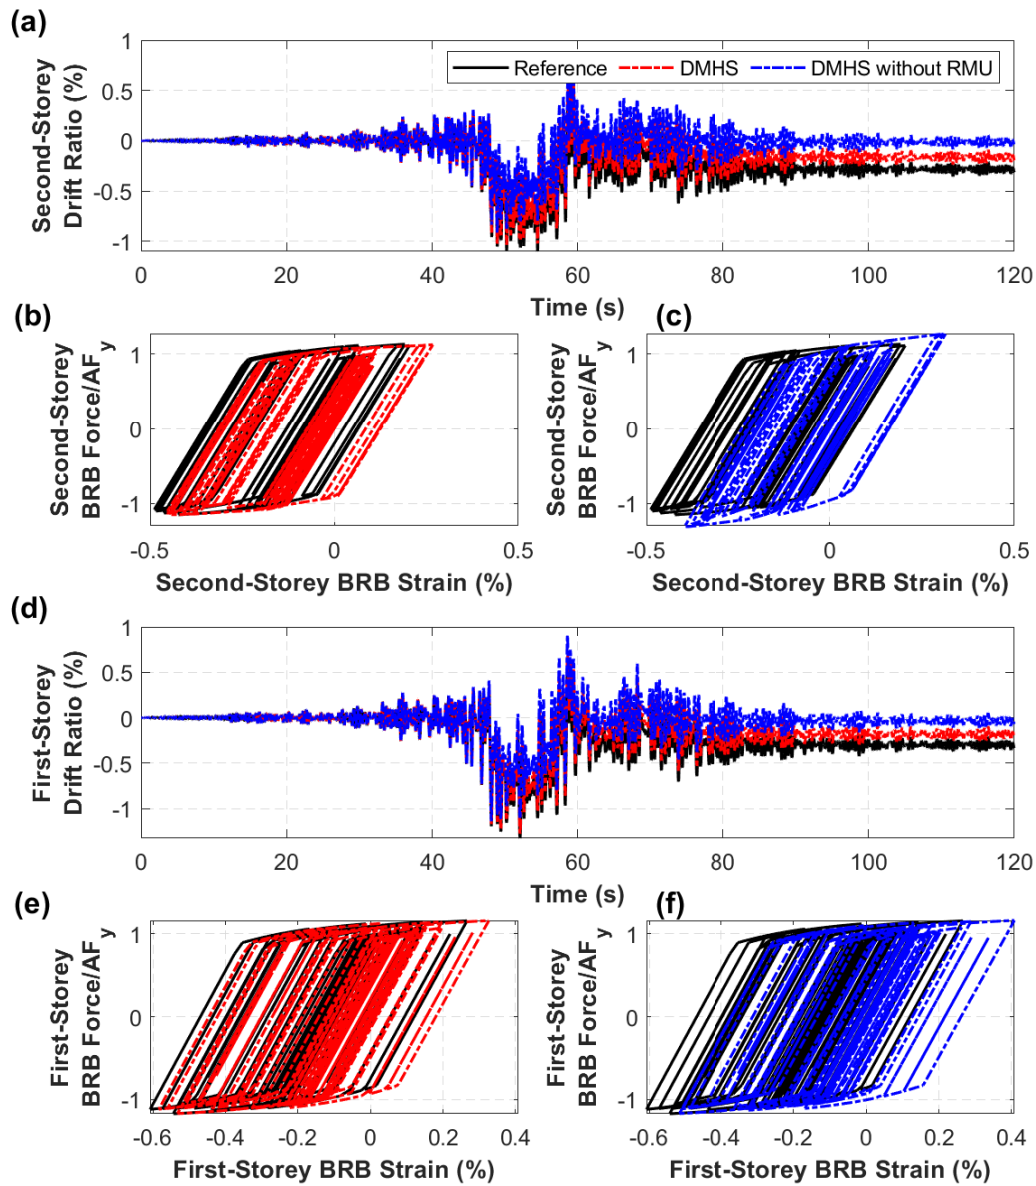 (a)
Second-Storey
Drift Ratio (%)
1
0.5
0
-0.5
-1
Reference DMHS DMHS without RMU
0 20 40 60 80 100 120
Time (s)
(b)
Second-Storey
BRB Force/AF_y
1
0
-1
-0.5 0 0.5
Second-Storey BRB Strain (%)
(c)
Second-Storey
BRB Force/AF_y
1
0
-1
-0.5 0 0.5
Second-Storey BRB Strain (%)
(d)
First-Storey
Drift Ratio (%)
1
0.5
0
-0.5
-1
0 20 40 60 80 100 120
Time (s)
(e)
First-Storey
BRB Force/AF_y
1
0
-1
-0.6 -0.4 -0.2 0 0.2 0.4
First-Storey BRB Strain (%)
(f)
First-Storey
BRB Force/AF_y
1
0
-1
-0.6 -0.4 -0.2 0 0.2 0.4
First-Storey BRB Strain (%)